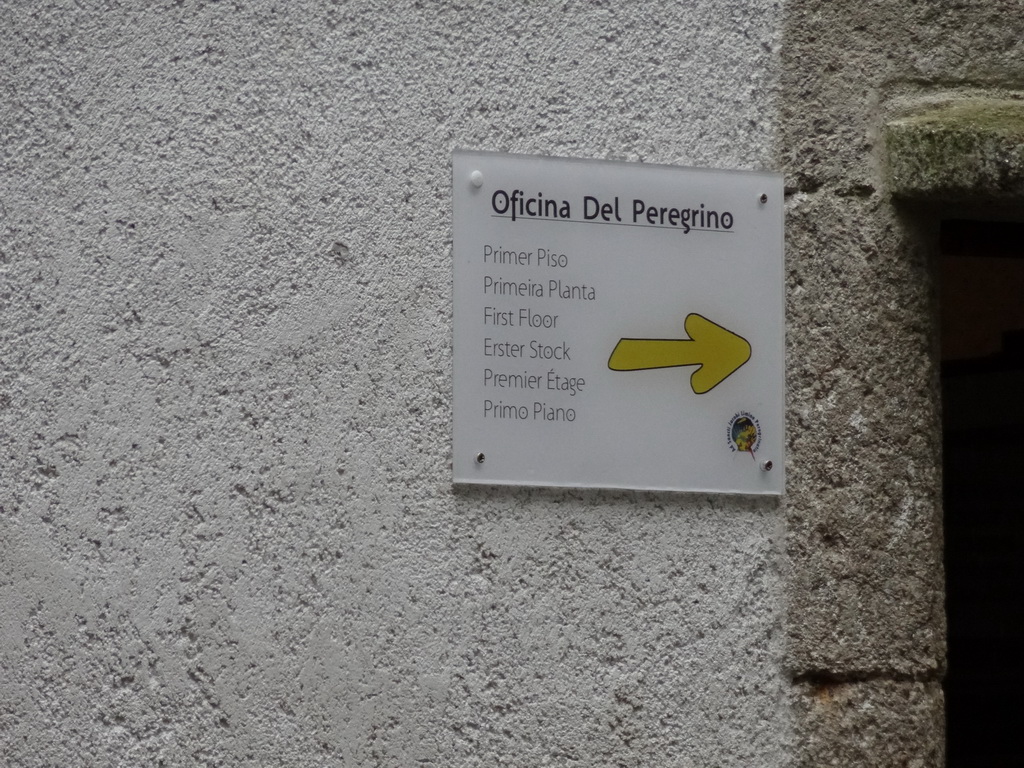 Oficina Del Peregrino
Primer Piso
Primeira Planta
First Floor
Erster Stock
Premier Étage
Primo Piano